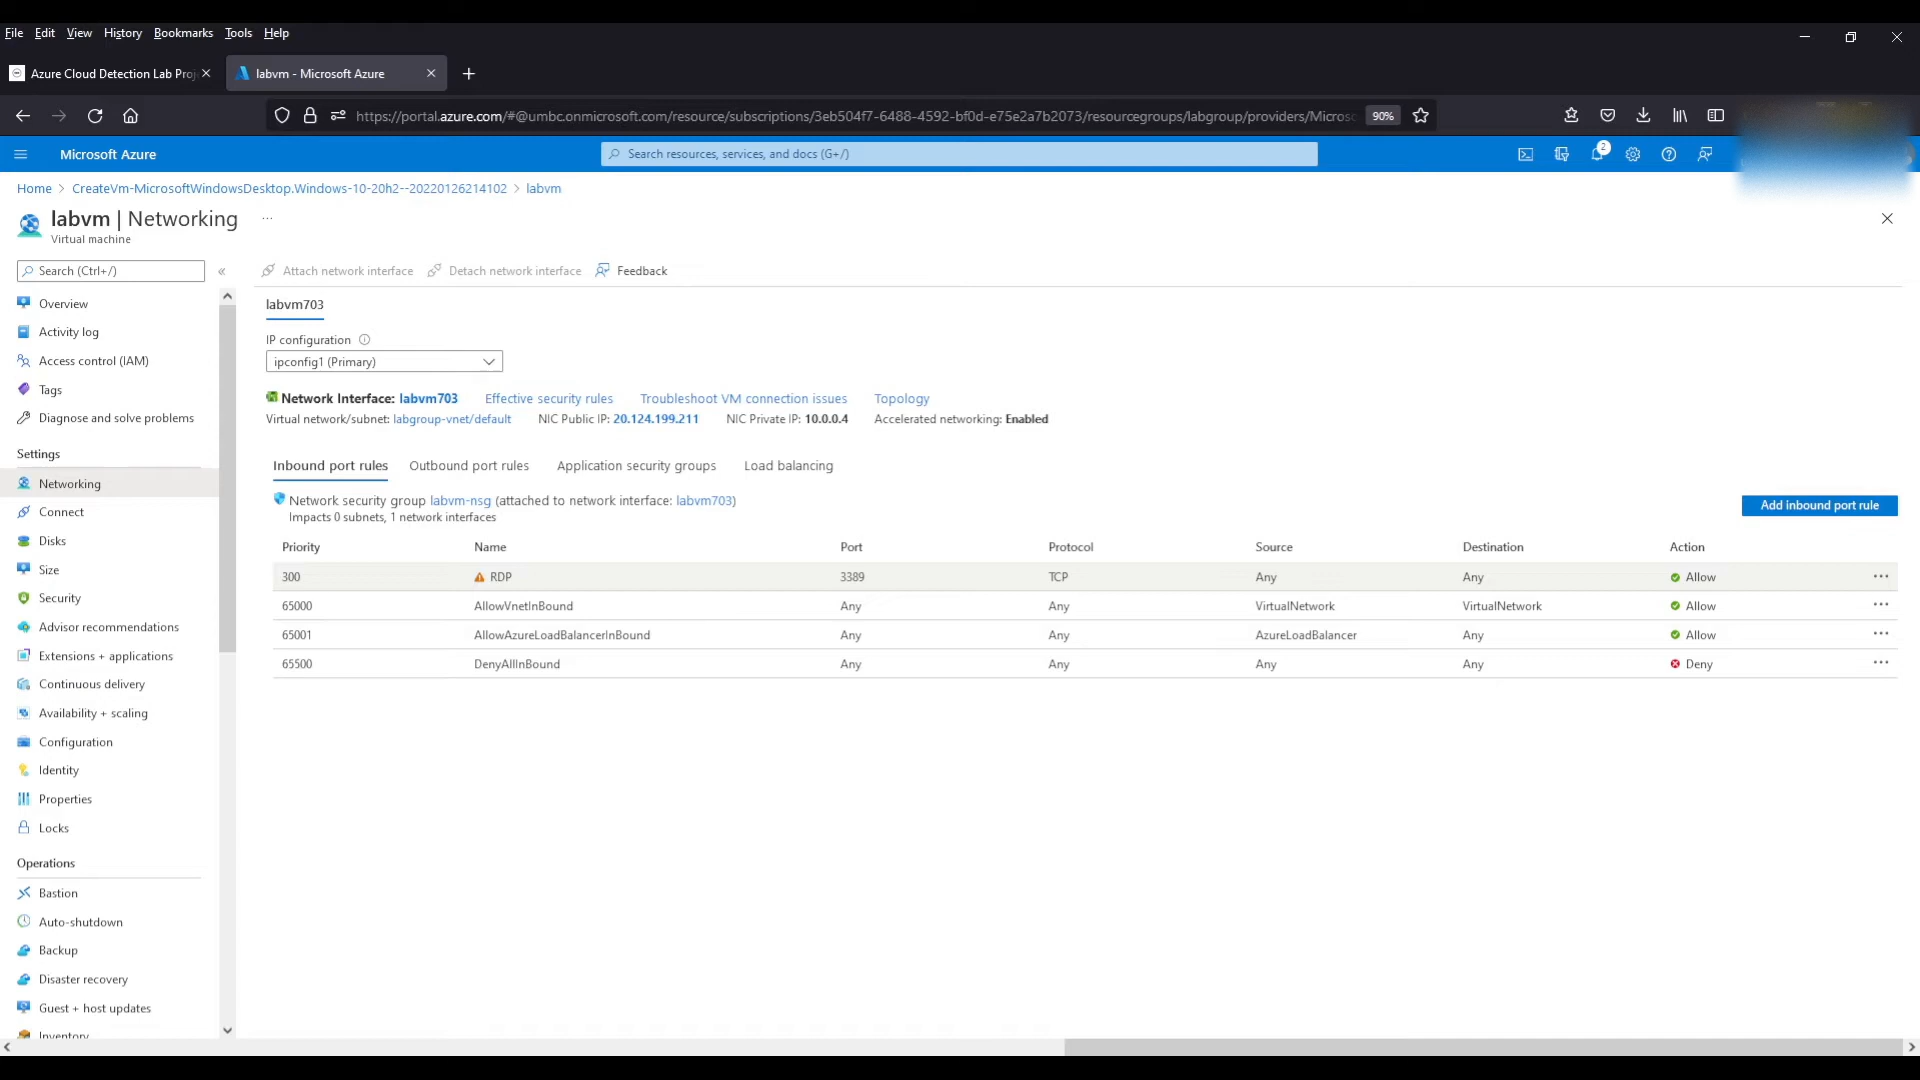 File Edit View History Bookmarks Tools Help
Azure Cloud Detection Lab Proj
labvm - Microsoft Azure
https://portal.azure.com/#@umbc.onmicrosoft.com/resource/subscriptions/3eb504f7-6488-4592-bf0d-e75e2a7b2073/resourcegroups/labgroup/providers/Microso
90%
Microsoft Azure
Search resources, services, and docs (G+/)
2
Home > CreateVm-MicrosoftWindowsDesktop.Windows-10-20h2--20220126214102 > labvm
labvm | Networking ...
Virtual machine
Search (Ctrl+/)
Overview
Activity log
Access control (IAM)
Tags
Diagnose and solve problems
Settings
Networking
Connect
Disks
Size
Security
Advisor recommendations
Extensions + applications
Continuous delivery
Availability + scaling
Configuration
Identity
Properties
Locks
Operations
Bastion
Auto-shutdown
Backup
Disaster recovery
Guest + host updates
Inventory
Attach network interface Detach network interface Feedback
labvm703
IP configuration
ipconfig1 (Primary)
Network Interface: labvm703 Effective security rules Troubleshoot VM connection issues Topology
Virtual network/subnet: labgroup-vnet/default NIC Public IP: 20.124.199.211 NIC Private IP: 10.0.0.4 Accelerated networking: Enabled
Inbound port rules Outbound port rules Application security groups Load balancing
Network security group labvm-nsg (attached to network interface: labvm703)
Impacts 0 subnets, 1 network interfaces
Add inbound port rule
Priority Name Port Protocol Source Destination Action
300 RDP 3389 TCP Any Any Allow ...
65000 AllowVnetInBound Any Any VirtualNetwork VirtualNetwork Allow ...
65001 AllowAzureLoadBalancerInBound Any Any AzureLoadBalancer Any Allow ...
65500 DenyAllInBound Any Any Any Any Deny ...